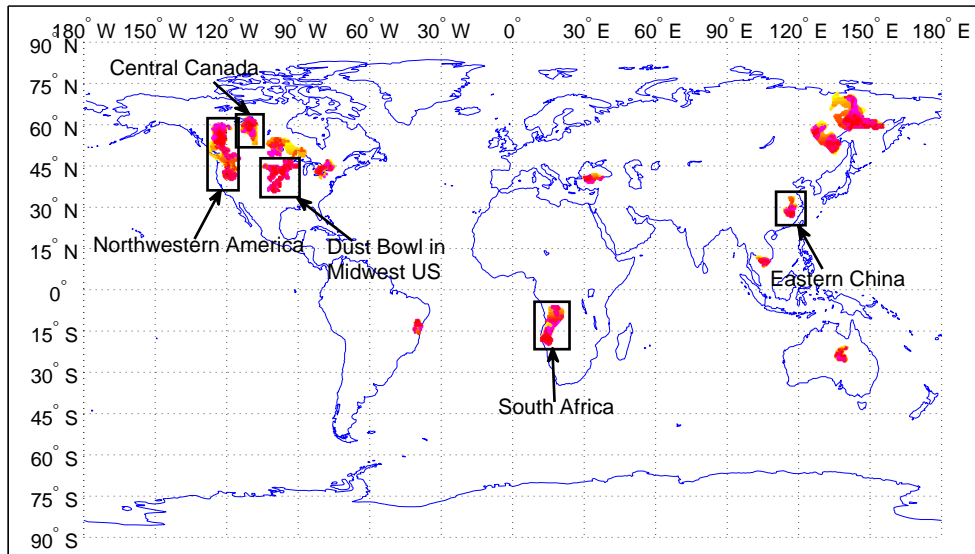 180° W 150° W 120° W 90° W 60° W 30° W 0° 30° E 60° E 90° E 120° E 150° E 180° E
90° N
75° N
60° N
45° N
30° N
15° N
0°
15° S
30° S
45° S
60° S
75° S
90° S
Central Canada
Northwestern America
Dust Bowl in
Midwest US
Eastern China
South Africa